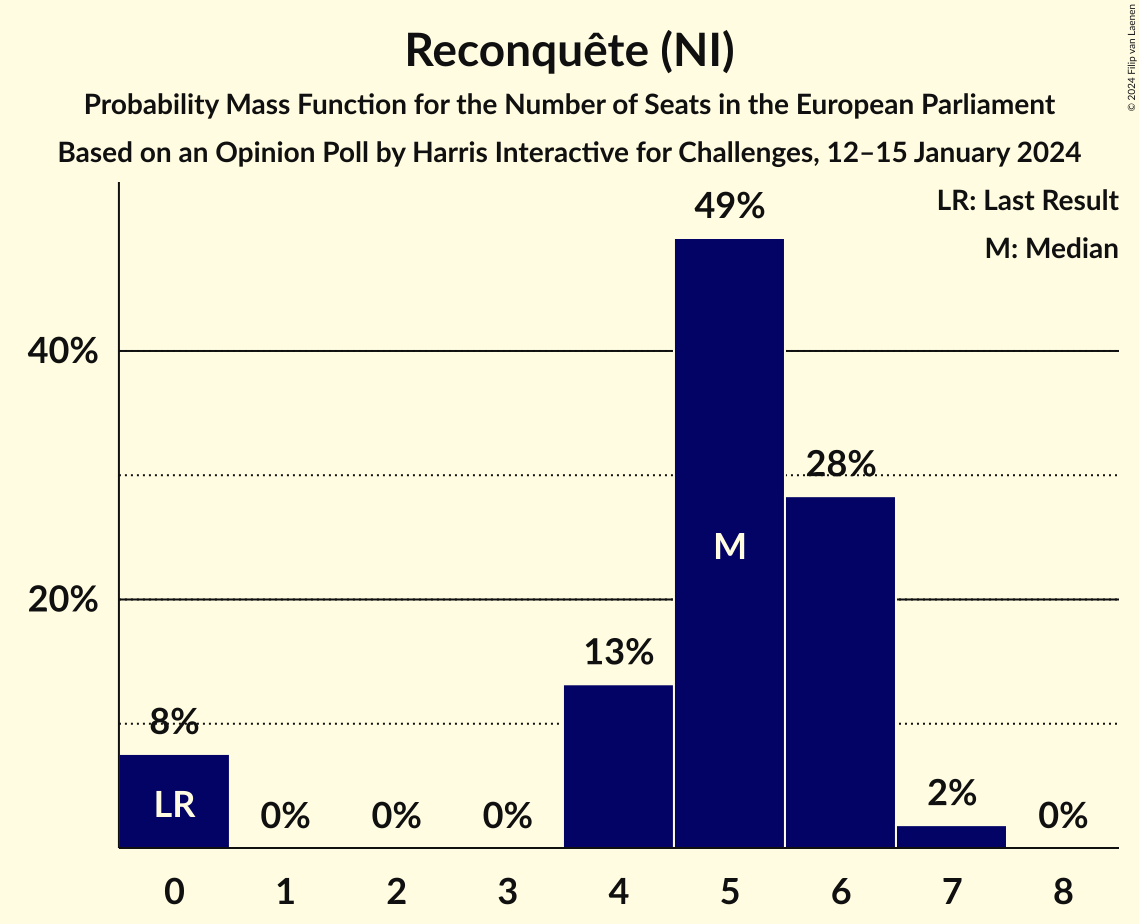 Reconquête (NI)
Probability Mass Function for the Number of Seats in the European Parliament
Based on an Opinion Poll by Harris Interactive for Challenges, 12–15 January 2024
© 2024 Filip van Laenen
LR: Last Result
M: Median
49%
40%
28%
M
20%
13%
8%
LR
0%
0%
0%
2%
0%
0 1 2 3 4 5 6 7 8